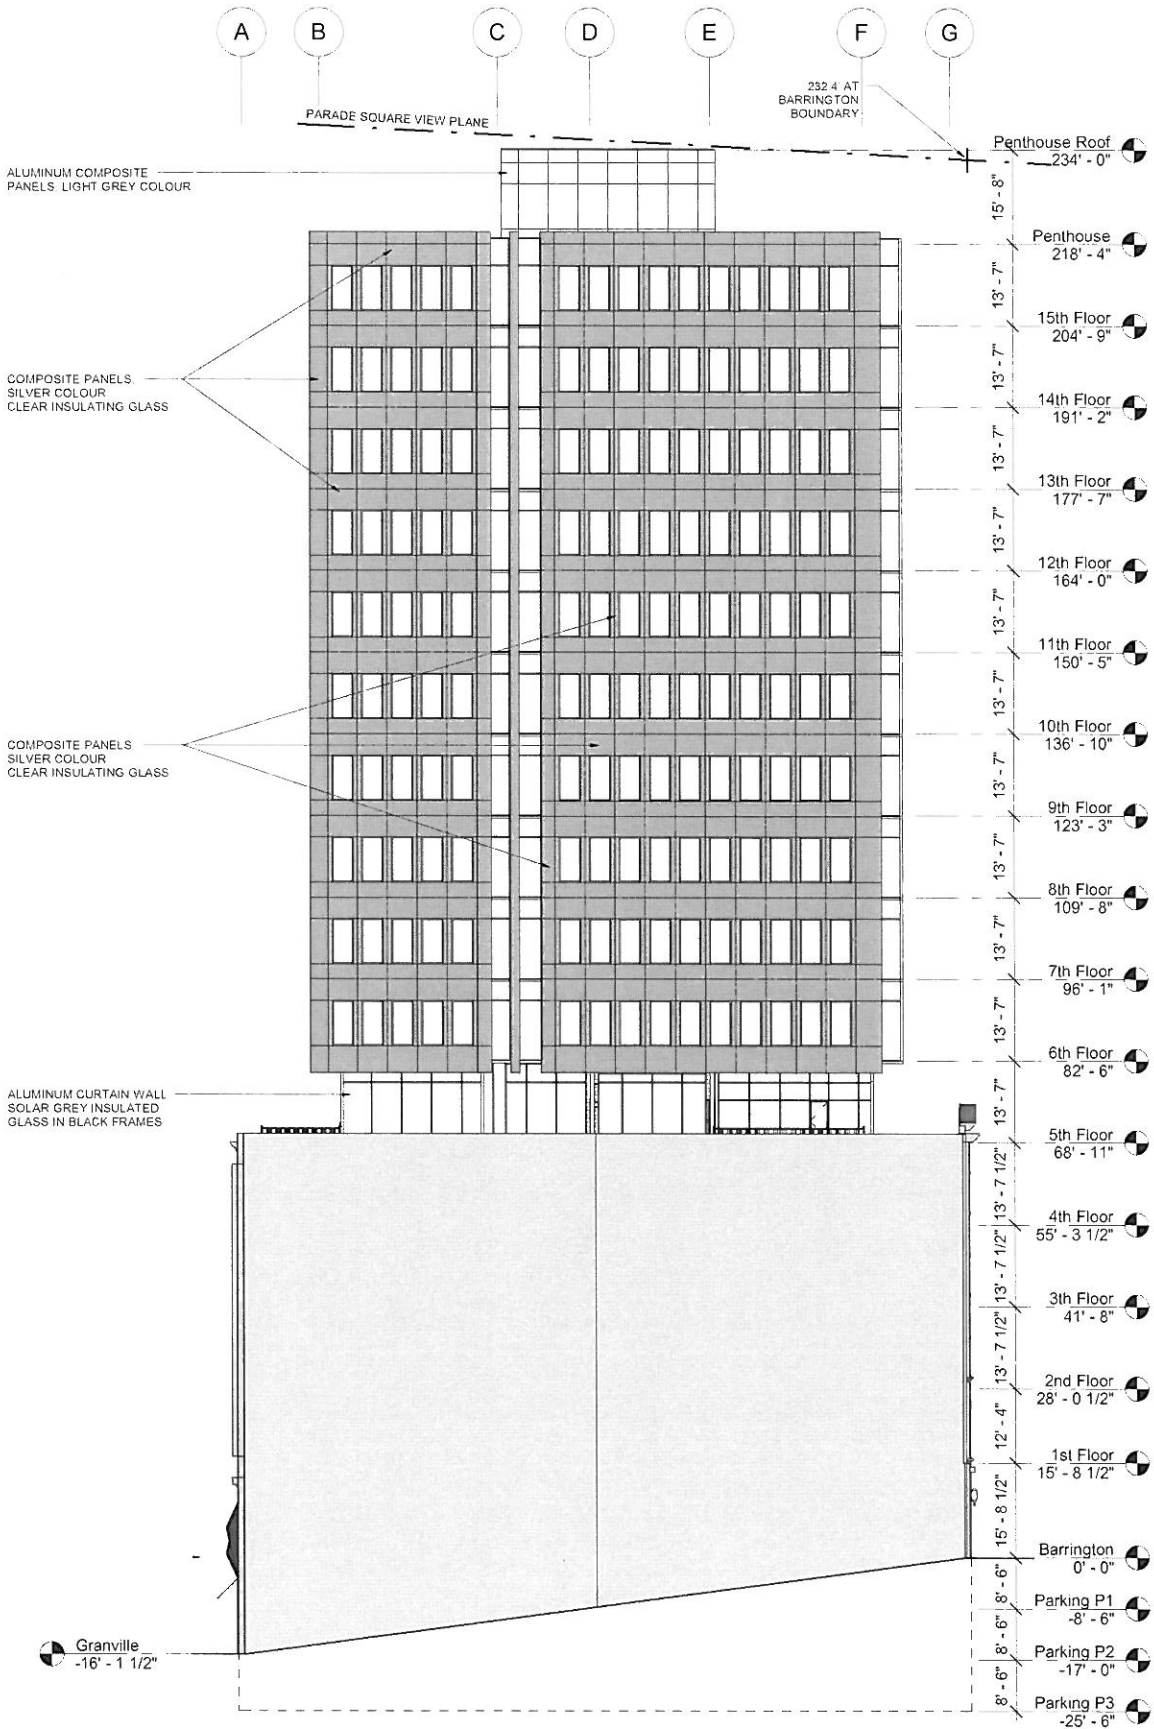 A B C D E F G
232.4' AT
BARRINGTON
BOUNDARY
PARADE SQUARE VIEW PLANE
Penthouse Roof
234' - 0"
ALUMINUM COMPOSITE
PANELS. LIGHT GREY COLOUR
15' - 8"
Penthouse
218' - 4"
13' - 7"
15th Floor
204' - 9"
13' - 7"
COMPOSITE PANELS
SILVER COLOUR
CLEAR INSULATING GLASS
14th Floor
191' - 2"
13' - 7"
13th Floor
177' - 7"
13' - 7"
12th Floor
164' - 0"
13' - 7"
11th Floor
150' - 5"
13' - 7"
10th Floor
136' - 10"
COMPOSITE PANELS
SILVER COLOUR
CLEAR INSULATING GLASS
13' - 7"
9th Floor
123' - 3"
13' - 7"
8th Floor
109' - 8"
13' - 7"
7th Floor
96' - 1"
13' - 7"
6th Floor
82' - 6"
ALUMINUM CURTAIN WALL
SOLAR GREY INSULATED
GLASS IN BLACK FRAMES
13' - 7"
5th Floor
68' - 11"
13' - 7 1/2"
4th Floor
55' - 3 1/2"
13' - 7 1/2"
3th Floor
41' - 8"
13' - 7 1/2"
2nd Floor
28' - 0 1/2"
12' - 4"
1st Floor
15' - 8 1/2"
15' - 8 1/2"
Barrington
0' - 0"
8' - 6"
Parking P1
-8' - 6"
8' - 6"
Granville
-16' - 1 1/2"
Parking P2
-17' - 0"
8' - 6"
Parking P3
-25' - 6"